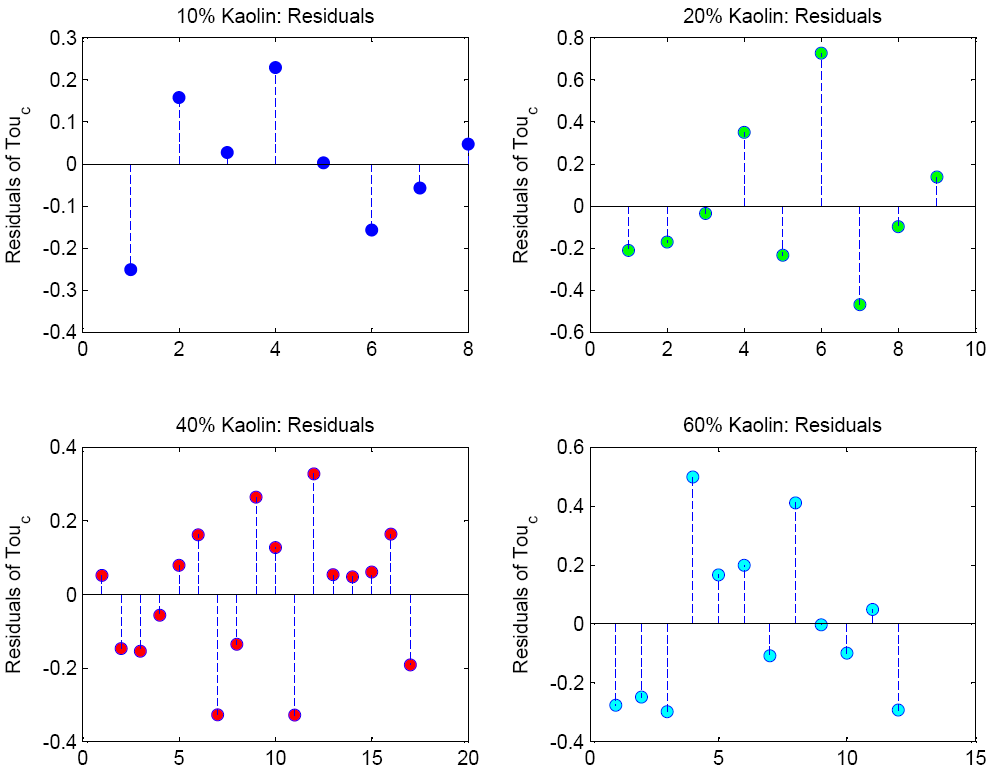 10% Kaolin: Residuals
0.3
0.2
0.1
0
-0.1
-0.2
-0.3
-0.4
0 2 4 6 8
Residuals of Tou c
20% Kaolin: Residuals
0.8
0.6
0.4
0.2
0
-0.2
-0.4
-0.6
0 2 4 6 8 10
Residuals of Tou c
40% Kaolin: Residuals
0.4
0.2
0
-0.2
-0.4
0 5 10 15 20
Residuals of Tou c
60% Kaolin: Residuals
0.6
0.4
0.2
0
-0.2
-0.4
0 5 10 15
Residuals of Tou c